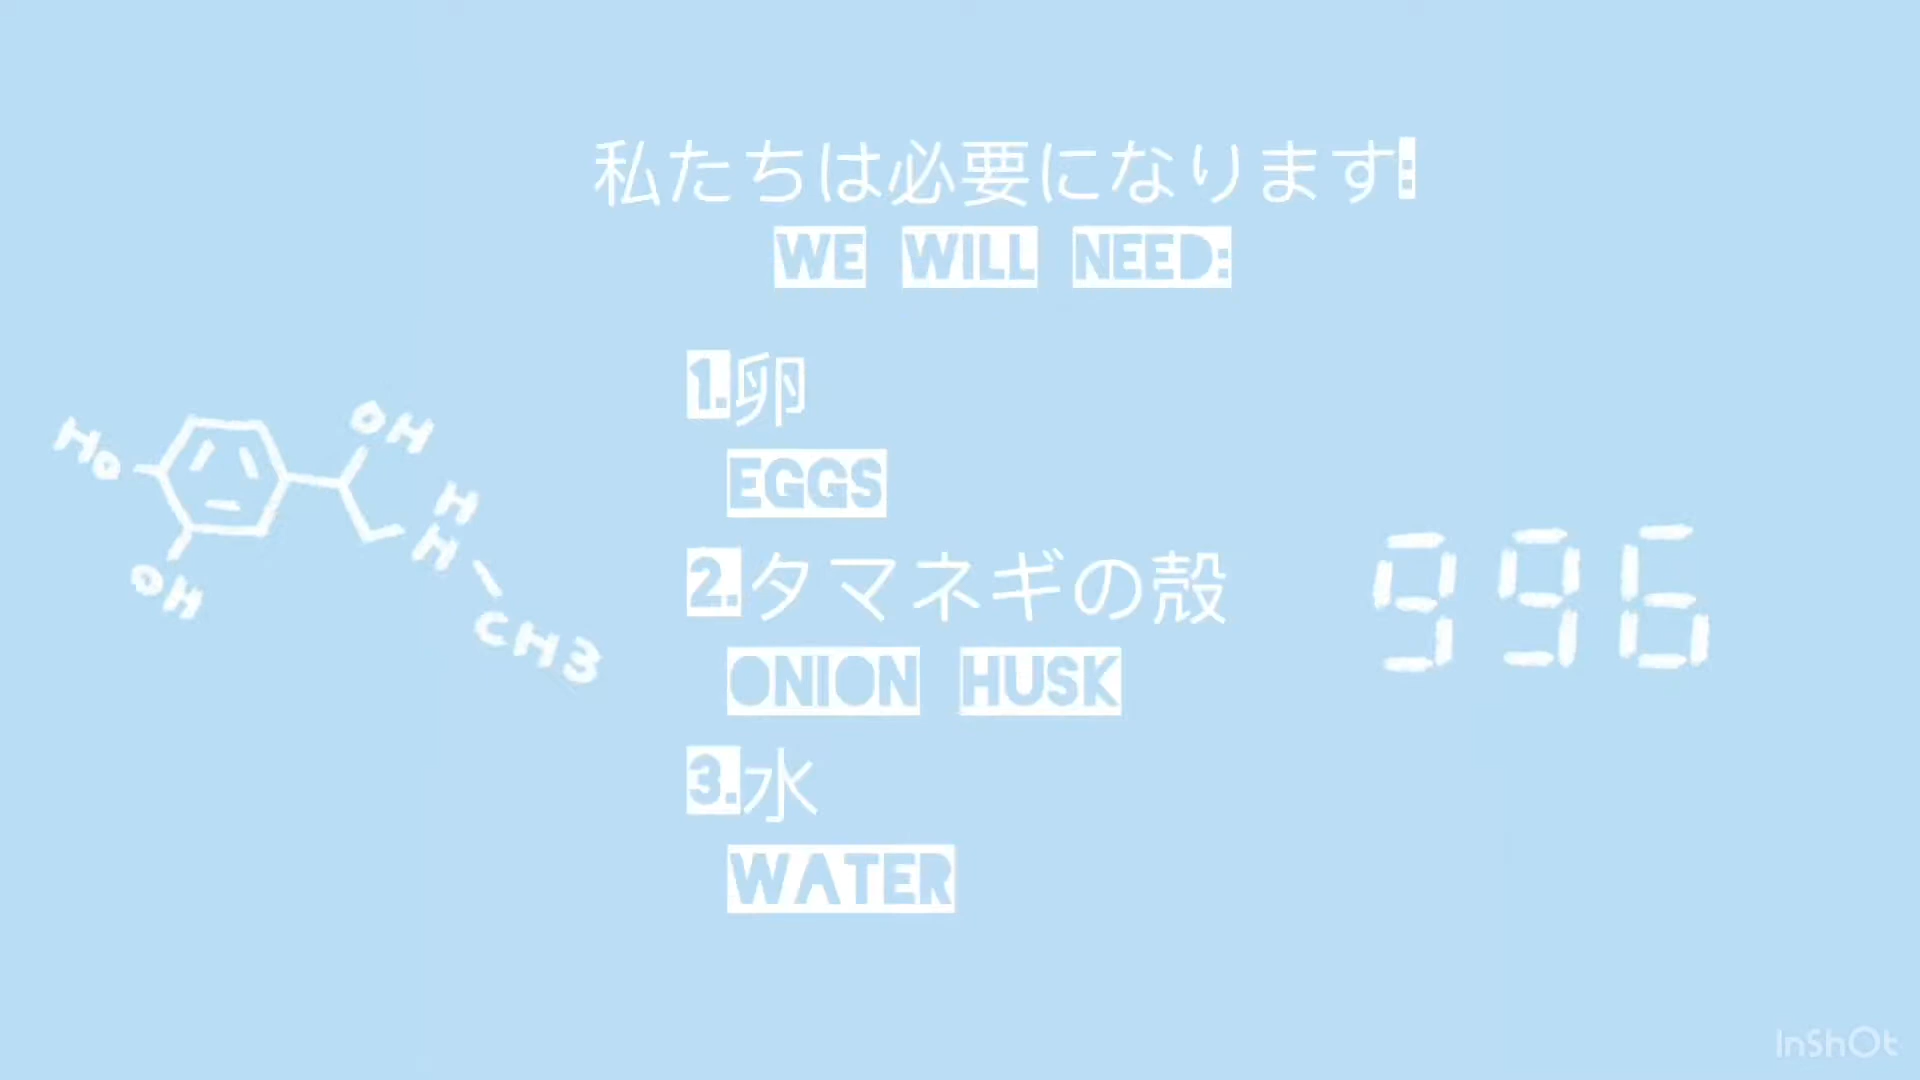 私たちは必要になります:
WE WILL NEED:
1.卵
EGGS
2.タマネギの殻
ONION HUSK
3.水
WATER
HO
OH
H
H
OH
CH3
996
InShOt